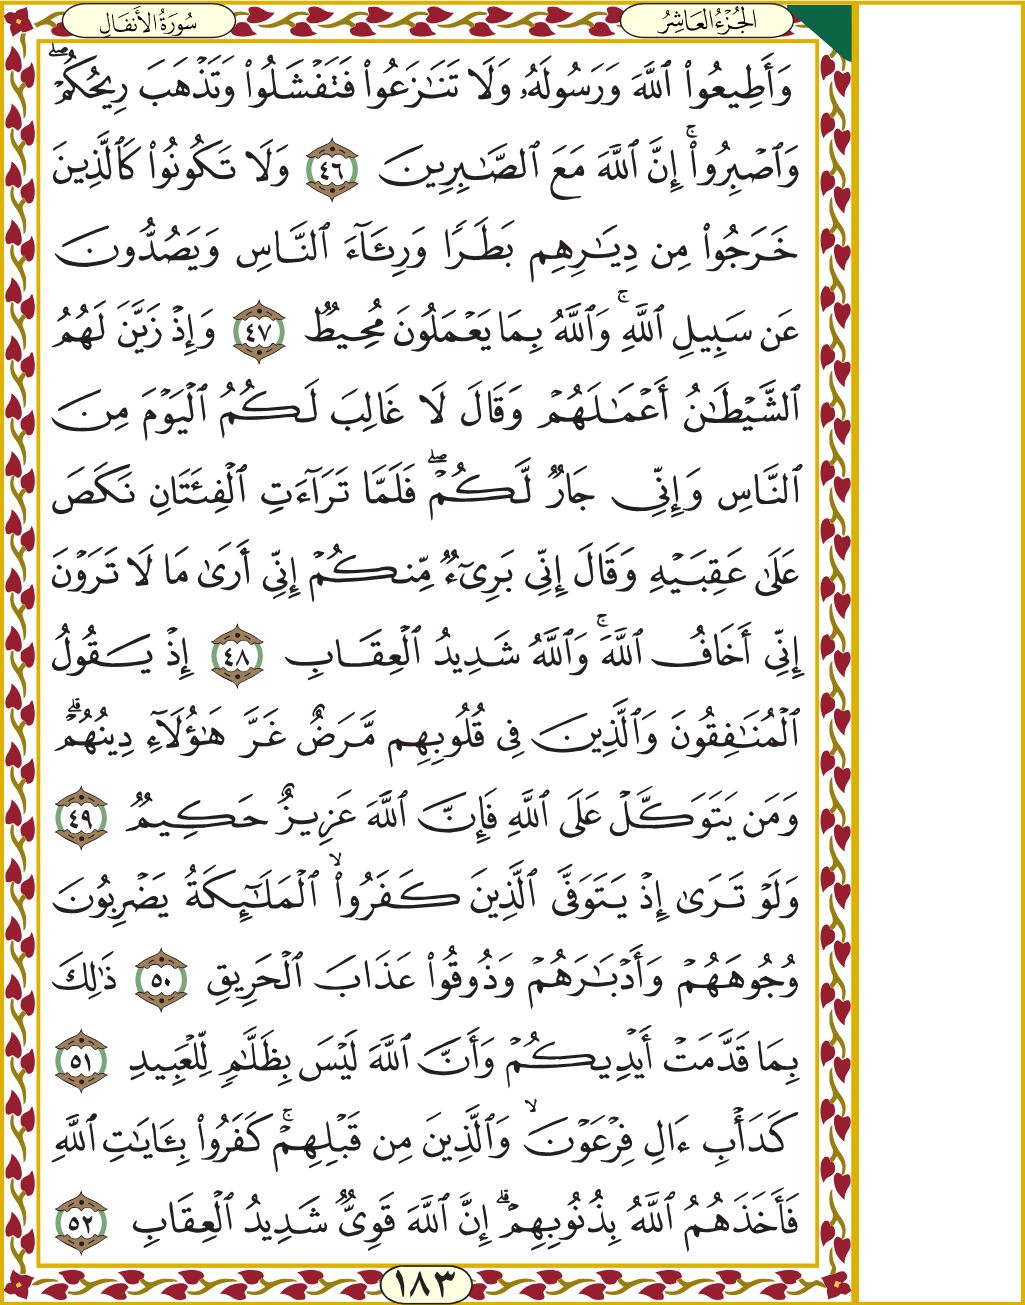 الجُزْءُ العَاشِرُ
سُورَةُ الأَنفَالِ
وَأَطِيعُوا۟ ٱللَّهَ وَرَسُولَهُۥ وَلَا تَنَـٰزَعُوا۟ فَتَفْشَلُوا۟ وَتَذْهَبَ رِيحُكُمْ ۖ
وَٱصْبِرُوٓا۟ ۚ إِنَّ ٱللَّهَ مَعَ ٱلصَّـٰبِرِينَ ٤٦ وَلَا تَكُونُوا۟ كَٱلَّذِينَ
خَرَجُوا۟ مِن دِيَـٰرِهِم بَطَرًا وَرِئَآءَ ٱلنَّاسِ وَيَصُدُّونَ
عَن سَبِيلِ ٱللَّهِ ۚ وَٱللَّهُ بِمَا يَعْمَلُونَ مُحِيطٌ ٤٧ وَإِذْ زَيَّنَ لَهُمُ
ٱلشَّيْطَـٰنُ أَعْمَـٰلَهُمْ وَقَالَ لَا غَالِبَ لَكُمُ ٱلْيَوْمَ مِنَ
ٱلنَّاسِ وَإِنِّى جَارٌ لَّكُمْ ۖ فَلَمَّا تَرَآءَتِ ٱلْفِئَتَانِ نَكَصَ
عَلَىٰ عَقِبَيْهِ وَقَالَ إِنِّى بَرِىٓءٌ مِّنكُمْ إِنِّىٓ أَرَىٰ مَا لَا تَرَوْنَ
إِنِّىٓ أَخَافُ ٱللَّهَ ۚ وَٱللَّهُ شَدِيدُ ٱلْعِقَابِ ٤٨ إِذْ يَقُولُ
ٱلْمُنَـٰفِقُونَ وَٱلَّذِينَ فِى قُلُوبِهِم مَّرَضٌ غَرَّ هَـٰٓؤُلَآءِ دِينُهُمْ ۗ
وَمَن يَتَوَكَّلْ عَلَى ٱللَّهِ فَإِنَّ ٱللَّهَ عَزِيزٌ حَكِيمٌ ٤٩
وَلَوْ تَرَىٰٓ إِذْ يَتَوَفَّى ٱلَّذِينَ كَفَرُوا۟ ۙ ٱلْمَلَـٰٓئِكَةُ يَضْرِبُونَ
وُجُوهَهُمْ وَأَدْبَـٰرَهُمْ وَذُوقُوا۟ عَذَابَ ٱلْحَرِيقِ ٥٠ ذَٰلِكَ
بِمَا قَدَّمَتْ أَيْدِيكُمْ وَأَنَّ ٱللَّهَ لَيْسَ بِظَلَّـٰمٍ لِّلْعَبِيدِ ٥١
كَدَأْبِ ءَالِ فِرْعَوْنَ ۙ وَٱلَّذِينَ مِن قَبْلِهِمْ ۚ كَفَرُوا۟ بِـَٔايَـٰتِ ٱللَّهِ
فَأَخَذَهُمُ ٱللَّهُ بِذُنُوبِهِمْ ۗ إِنَّ ٱللَّهَ قَوِىٌّ شَدِيدُ ٱلْعِقَابِ ٥٢
١٨٣